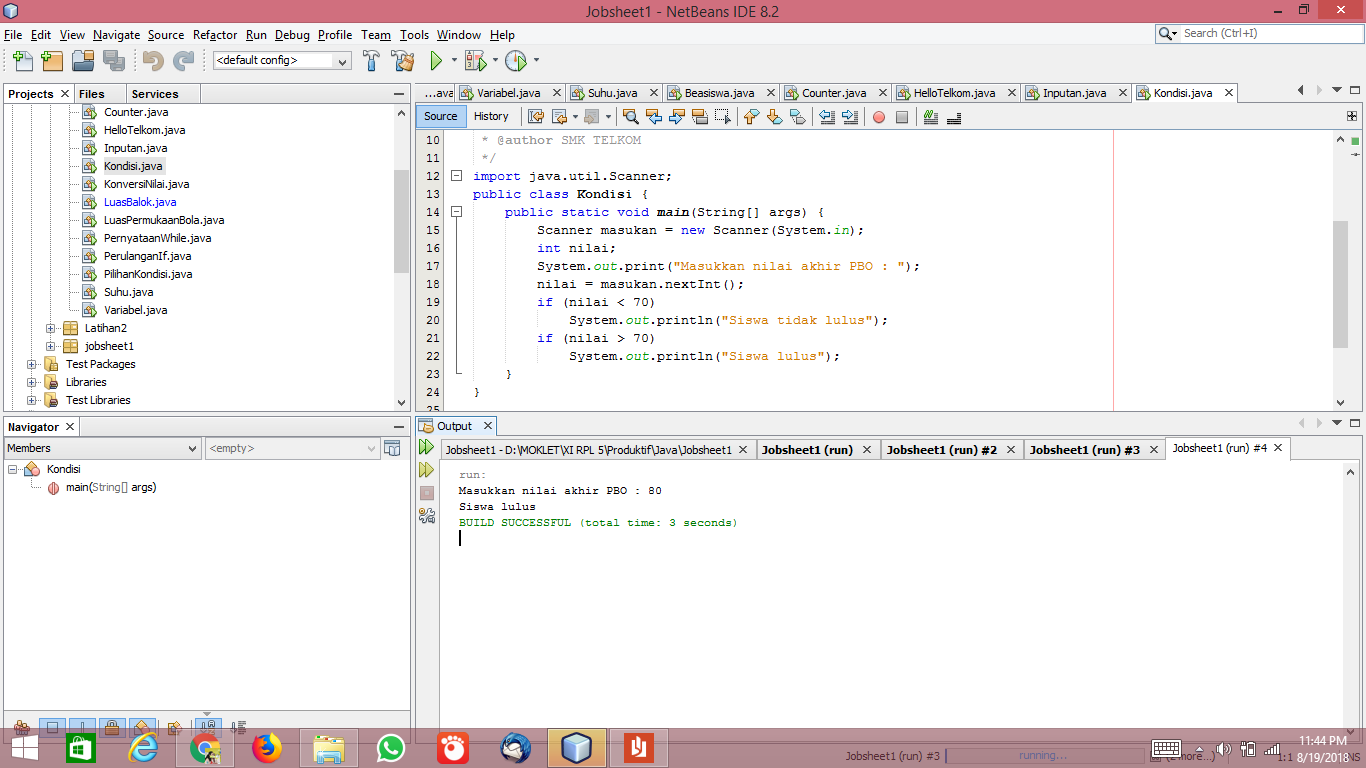 Jobsheet1 - NetBeans IDE 8.2
File Edit View Navigate Source Refactor Run Debug Profile Team Tools Window Help
Search (Ctrl+I)
<default config>
Projects Files Services
Counter.java
HelloTelkom.java
Inputan.java
Kondisi.java
KonversiNilai.java
LuasBalok.java
LuasPermukaanBola.java
PernyataanWhile.java
PerulanganIf.java
PilihanKondisi.java
Suhu.java
Variabel.java
Latihan2
jobsheet1
Test Packages
Libraries
Test Libraries
...ava Variabel.java Suhu.java Beasiswa.java Counter.java HelloTelkom.java Inputan.java Kondisi.java
Source History
10 * @author SMK TELKOM
11 */
12 import java.util.Scanner;
13 public class Kondisi {
14 public static void main(String[] args) {
15 Scanner masukan = new Scanner(System.in);
16 int nilai;
17 System.out.print("Masukkan nilai akhir PBO : ");
18 nilai = masukan.nextInt();
19 if (nilai < 70)
20 System.out.println("Siswa tidak lulus");
21 if (nilai > 70)
22 System.out.println("Siswa lulus");
23 }
24 }
25
Navigator
Members <empty>
Kondisi
main(String[] args)
Output
Jobsheet1 - D:\MOKLET\XI RPL 5\Produktif\Java\Jobsheet1 Jobsheet1 (run) Jobsheet1 (run) #2 Jobsheet1 (run) #3 Jobsheet1 (run) #4
run:
Masukkan nilai akhir PBO : 80
Siswa lulus
BUILD SUCCESSFUL (total time: 3 seconds)
Jobsheet1 (run) #3 running... (2 more...) 1:1 INS
11:44 PM
8/19/2018